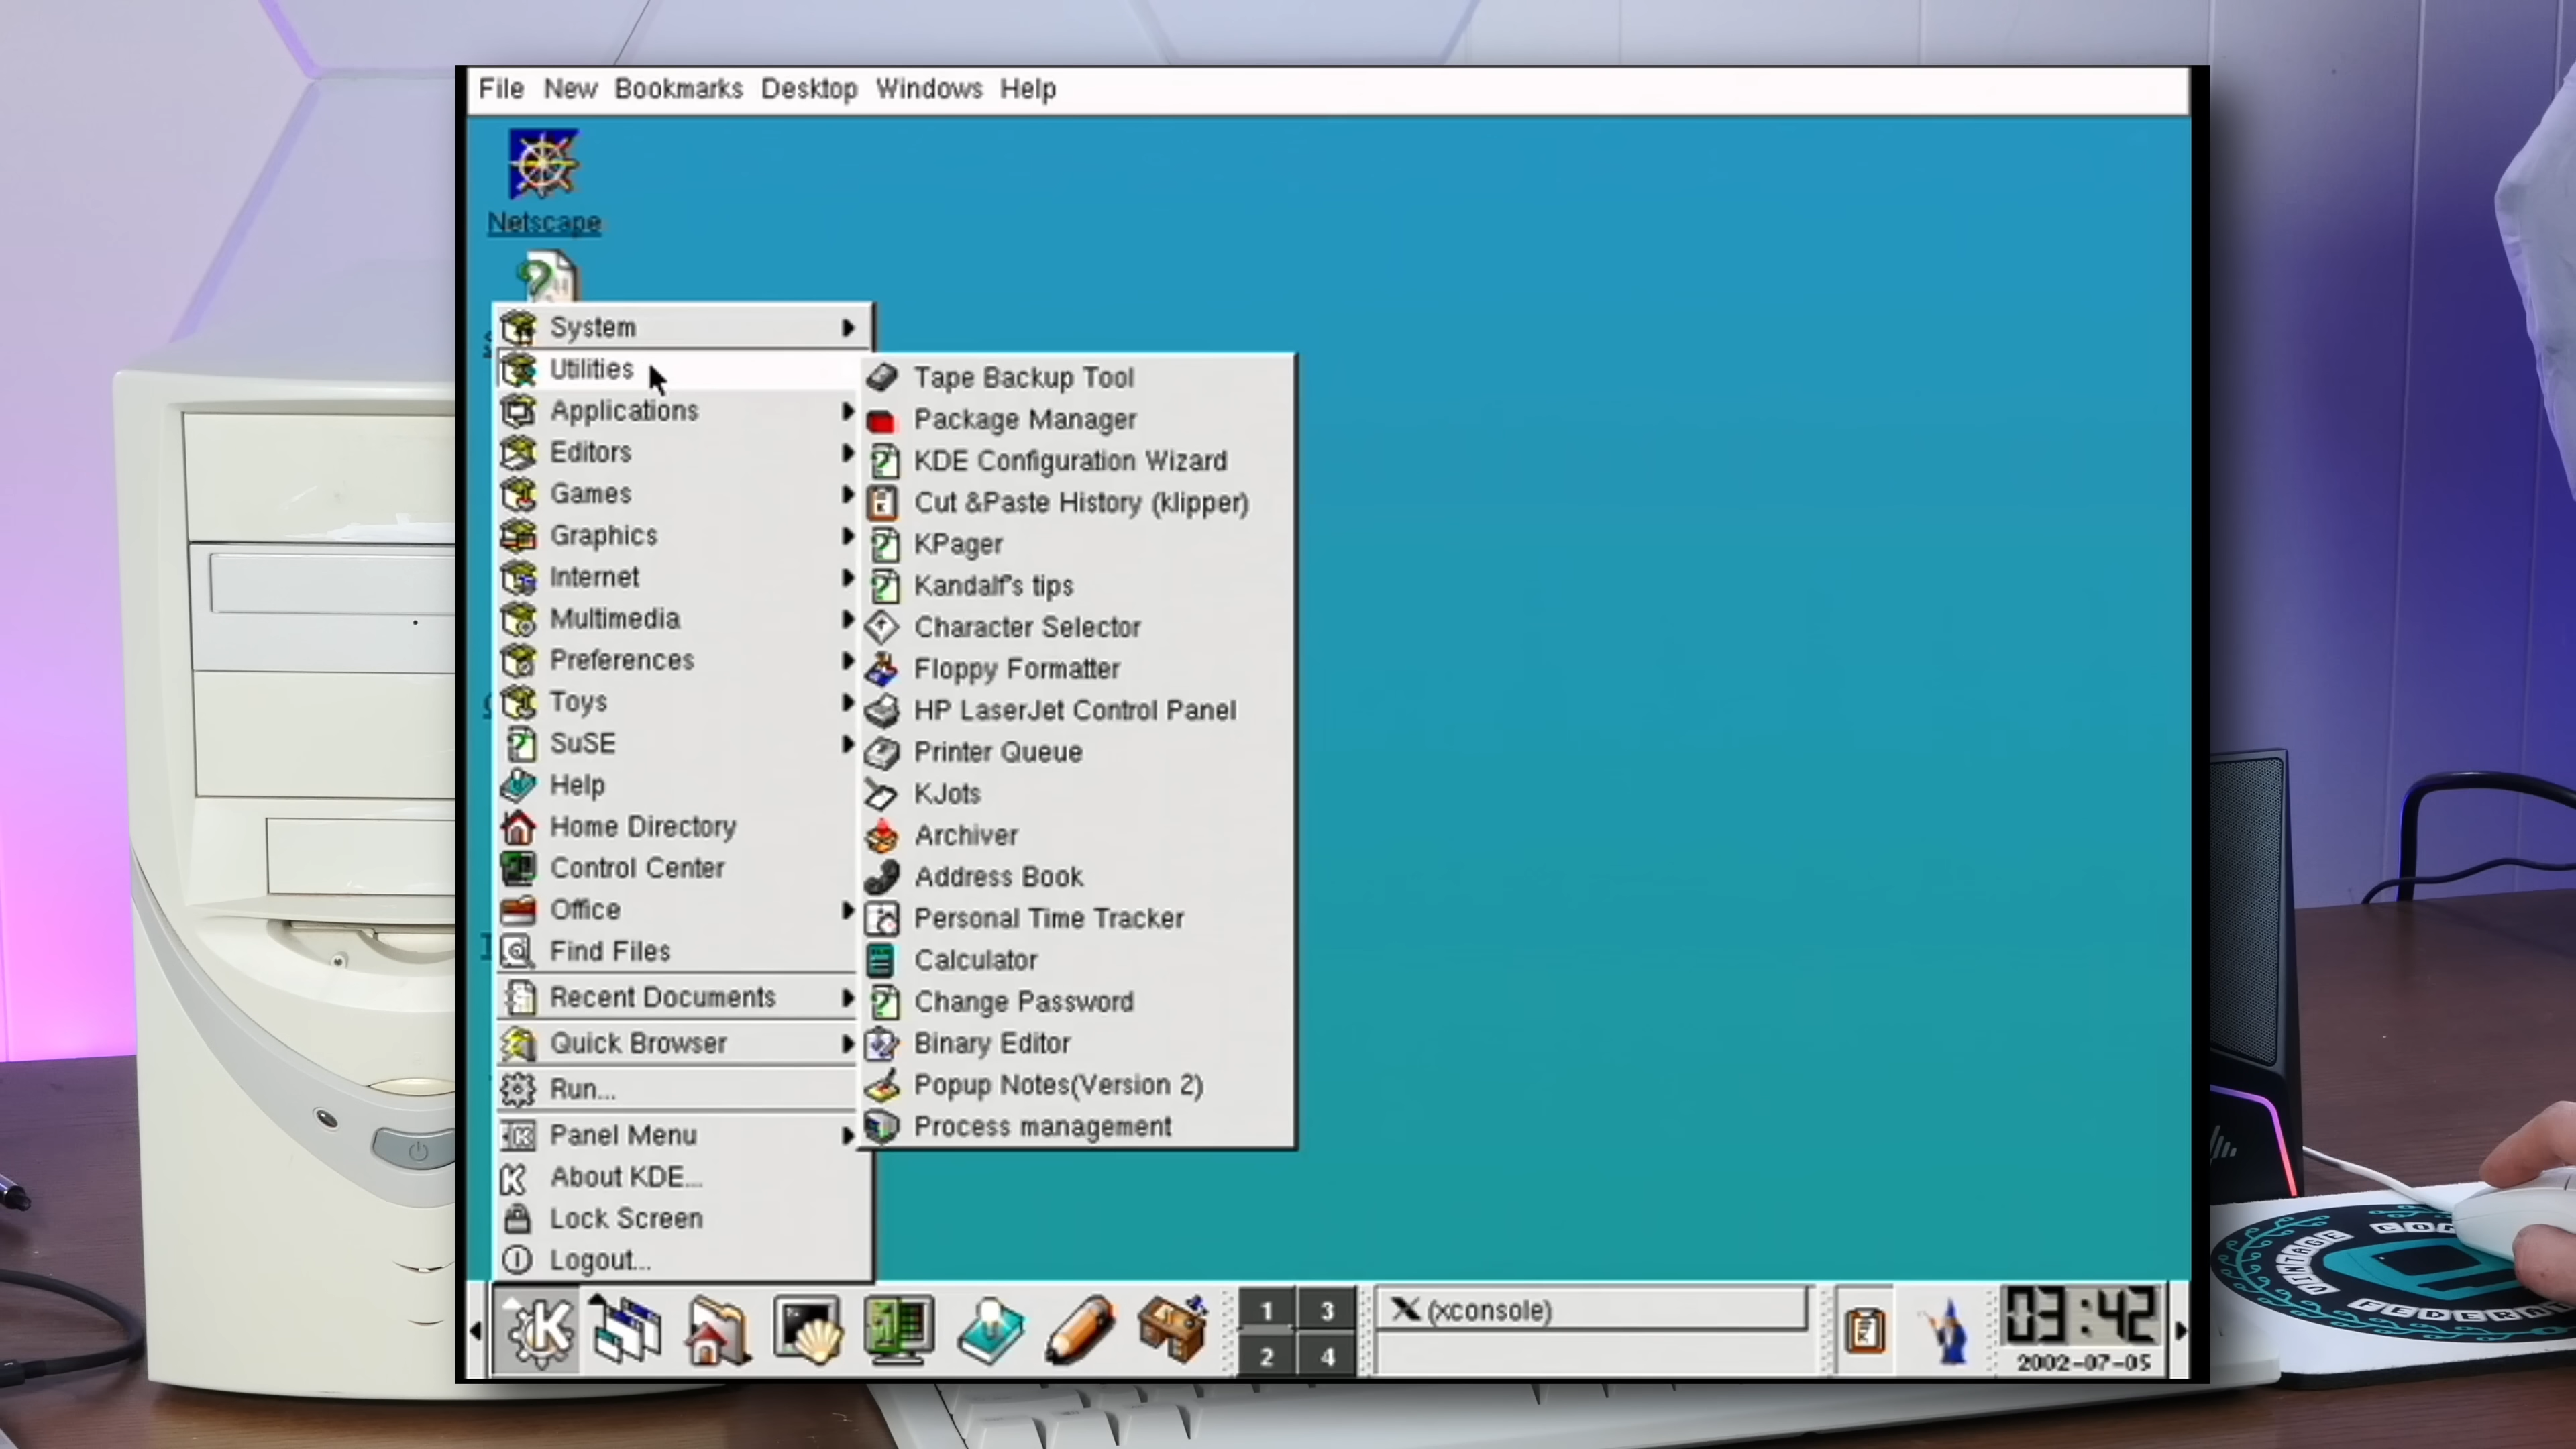 File New Bookmarks Desktop Windows Help
Netscape
System
Utilities
Applications
Editors
Games
Graphics
Internet
Multimedia
Preferences
Toys
SuSE
Help
Home Directory
Control Center
Office
Find Files
Recent Documents
Quick Browser
Run...
Panel Menu
About KDE...
Lock Screen
Logout...
Tape Backup Tool
Package Manager
KDE Configuration Wizard
Cut &Paste History (klipper)
KPager
Kandalf's tips
Character Selector
Floppy Formatter
HP LaserJet Control Panel
Printer Queue
KJots
Archiver
Address Book
Personal Time Tracker
Calculator
Change Password
Binary Editor
Popup Notes(Version 2)
Process management
1 3
2 4
X (xconsole)
03:42
2002-07-05
VINTAGE